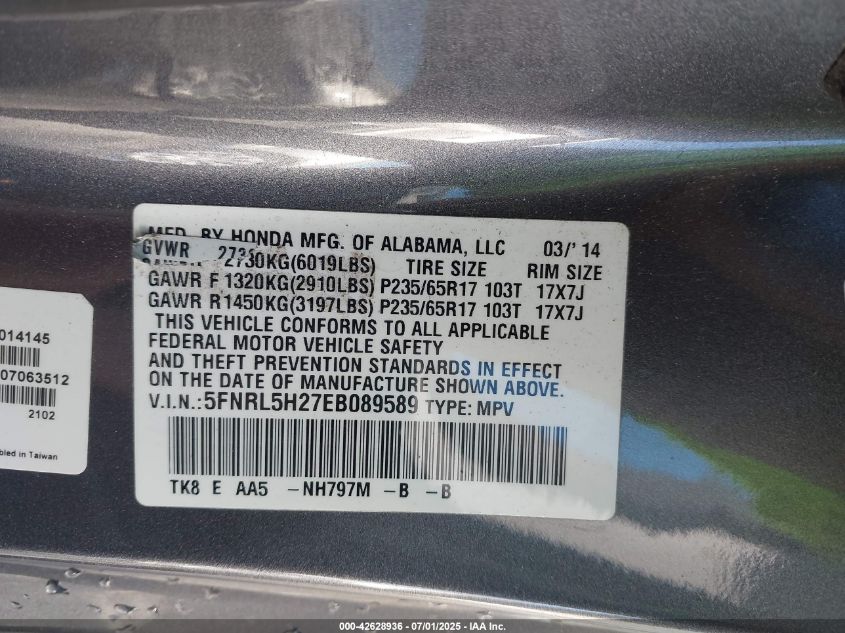 MFD. BY HONDA MFG. OF ALABAMA, LLC 03/' 14
GVWR 2730KG(6019LBS) TIRE SIZE RIM SIZE
GAWR F 1320KG(2910LBS) P235/65R17 103T 17X7J
GAWR R 1450KG(3197LBS) P235/65R17 103T 17X7J
THIS VEHICLE CONFORMS TO ALL APPLICABLE
FEDERAL MOTOR VEHICLE SAFETY
AND THEFT PREVENTION STANDARDS IN EFFECT
ON THE DATE OF MANUFACTURE SHOWN ABOVE.
V.I.N.:5FNRL5H27EB089589 TYPE: MPV
TK8 E AA5 -NH797M -B -B
014145
07063512
2102
in Taiwan
000-42628936 - 07/01/2025 - IAA Inc.